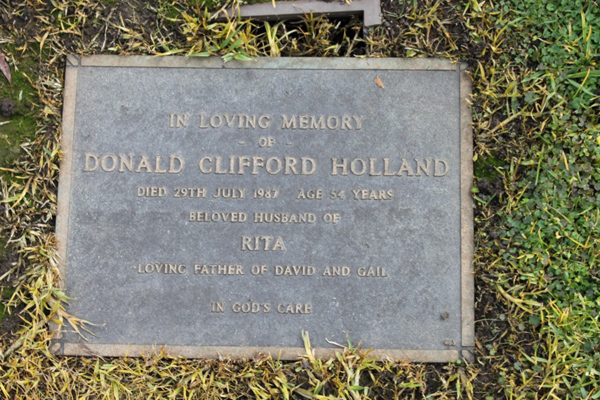 IN LOVING MEMORY
- OF -
DONALD CLIFFORD HOLLAND
DIED 29TH JULY 1987 AGE 54 YEARS
BELOVED HUSBAND OF
RITA
LOVING FATHER OF DAVID AND GAIL
IN GOD'S CARE